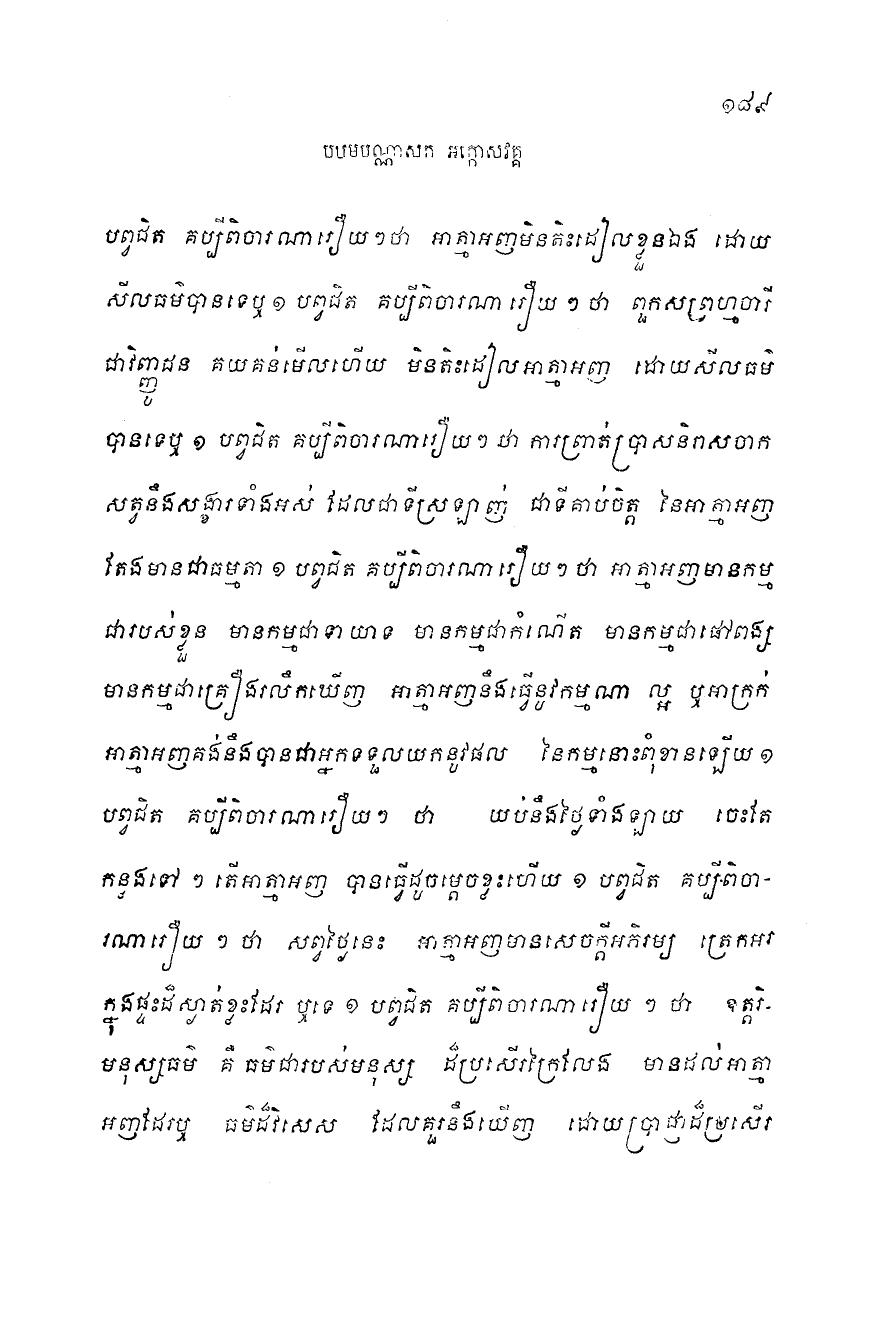 ១៨៩
បឋមបណ្ណាសក អក្កោសវគ្គ
បព្វជិត គប្បីពិចារណារឿយៗថា អាត្មាអញមិនតិះដៀលខ្លួនឯង ដោយ
សីលធម៌បានទេឬ ១ បព្វជិត គប្បីពិចារណា រឿយ ៗ ថា ពួកសព្រហ្មចារី
ជាវិញ្ញូជន គយគន់មើលហើយ មិនតិះដៀលអាត្មាអញ ដោយសីលធម៌
បានទេឬ ១ បព្វជិត គប្បីពិចារណារឿយៗ ថា ការព្រាត់ប្រាសនិរាសចាក
សត្វនឹងសង្ខារទាំងអស់ ដែលជាទីស្រឡាញ់ ជាទីគាប់ចិត្ត នៃអាត្មាអញ
តែងមានជាធម្មតា ១ បព្វជិត គប្បីពិចារណារឿយៗថា អាត្មាអញមានកម្ម
ជារបស់ខ្លួន មានកម្មជាទាយាទ មានកម្មជាកំណើត មានកម្មជាផៅពង្ស
មានកម្មជាគ្រឿងរលឹកឃើញ អាត្មាអញនឹងធ្វើនូវកម្មណា ល្អ ឬអាក្រក់
អាត្មាអញគង់នឹងបានជាអ្នកទទួលយកនូវផល នៃកម្មនោះពុំខានឡើយ ១
បព្វជិត គប្បីពិចារណារឿយៗ ថា យប់នឹងថ្ងៃទាំងឡាយ ចេះតែ
កន្លងទៅ ៗ តើអាត្មាអញ បានធ្វើដូចម្តេចខ្លះហើយ ១ បព្វជិត គប្បីពិចា-
រណារឿយ ៗ ថា សព្វថ្ងៃនេះ អាត្មាអញមានសេចក្តីអភិរម្យ ត្រេកអរ
ក្នុងផ្ទះដ៏ស្ងាត់ខ្លះដែរ ឬទេ ១ បព្វជិត គប្បីពិចារណារឿយ ៗ ថា ឧត្តរិ-
មនុស្សធម៌ គឺ ធម៌ជារបស់មនុស្ស ដ៏ប្រសើរក្រៃលែង មានដល់អាត្មា
អញដែរឬ ធម៌ដ៏វិសេស ដែលគួរនឹងឃើញ ដោយប្រាជ្ញាដ៏ប្រសើរ